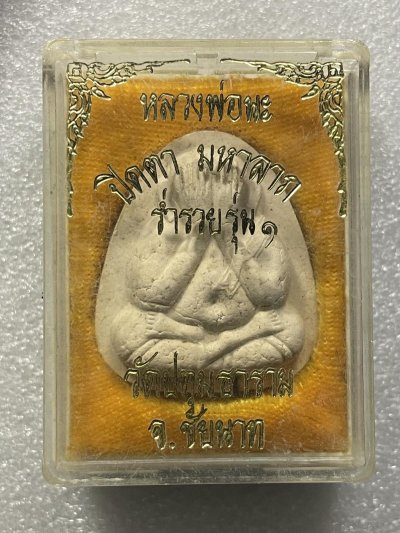 หลวงพ่อนะ
ปิดตา มหาลาภ
ร่ำรวยรุ่น ๑
วัดปทุมธาราม
จ. ชัยนาท